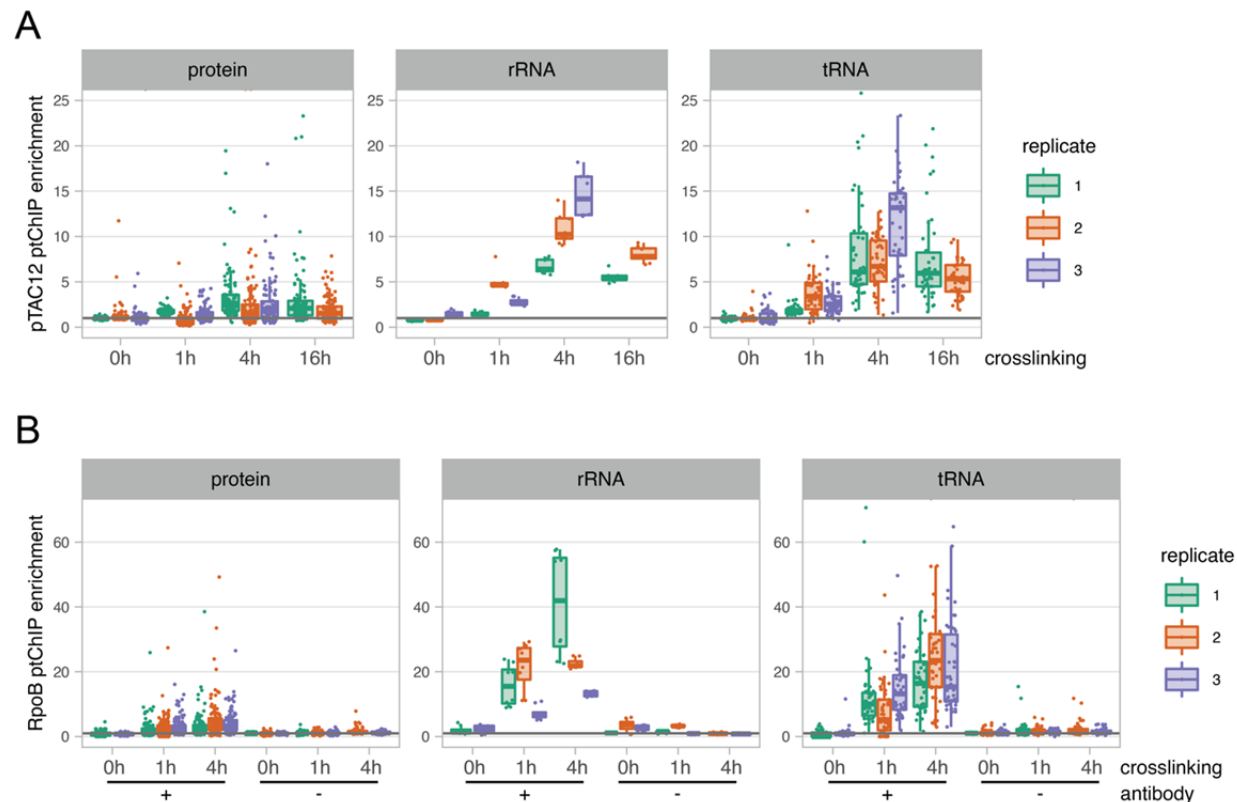 A
protein rRNA tRNA
pTAC12 ptChIP enrichment
25 25 25
20 20 20
15 15 15
10 10 10
5 5 5
0 0 0
0h 1h 4h 16h 0h 1h 4h 16h 0h 1h 4h 16h crosslinking
replicate
1
2
3
B
protein rRNA tRNA
RpoB ptChIP enrichment
60 60 60
40 40 40
20 20 20
0 0 0
0h 1h 4h 0h 1h 4h 0h 1h 4h 0h 1h 4h 0h 1h 4h 0h 1h 4h crosslinking
+ - + - + - antibody
replicate
1
2
3